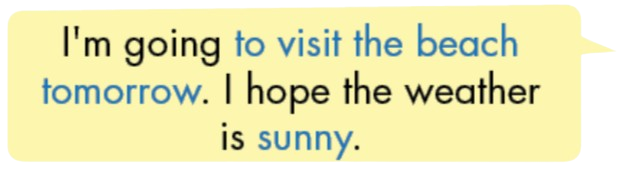 I'm going to visit the beach
tomorrow. I hope the weather
is sunny.